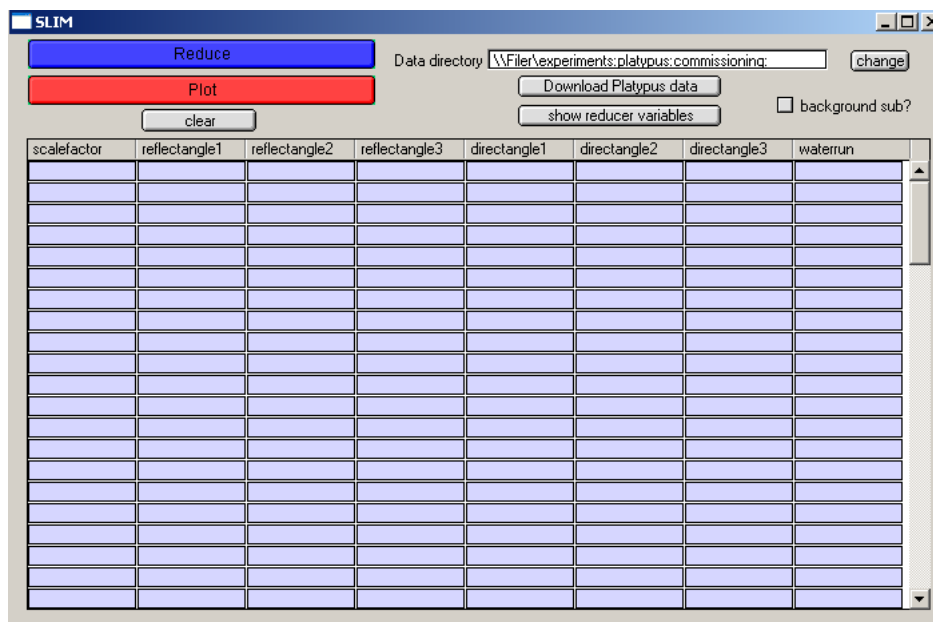 SLIM
Reduce
Data directory \\Filer\experiments:platypus:commissioning: change
Plot
Download Platypus data
background sub?
clear
show reducer variables
scalefactor reflectangle1 reflectangle2 reflectangle3 directangle1 directangle2 directangle3 waterrun